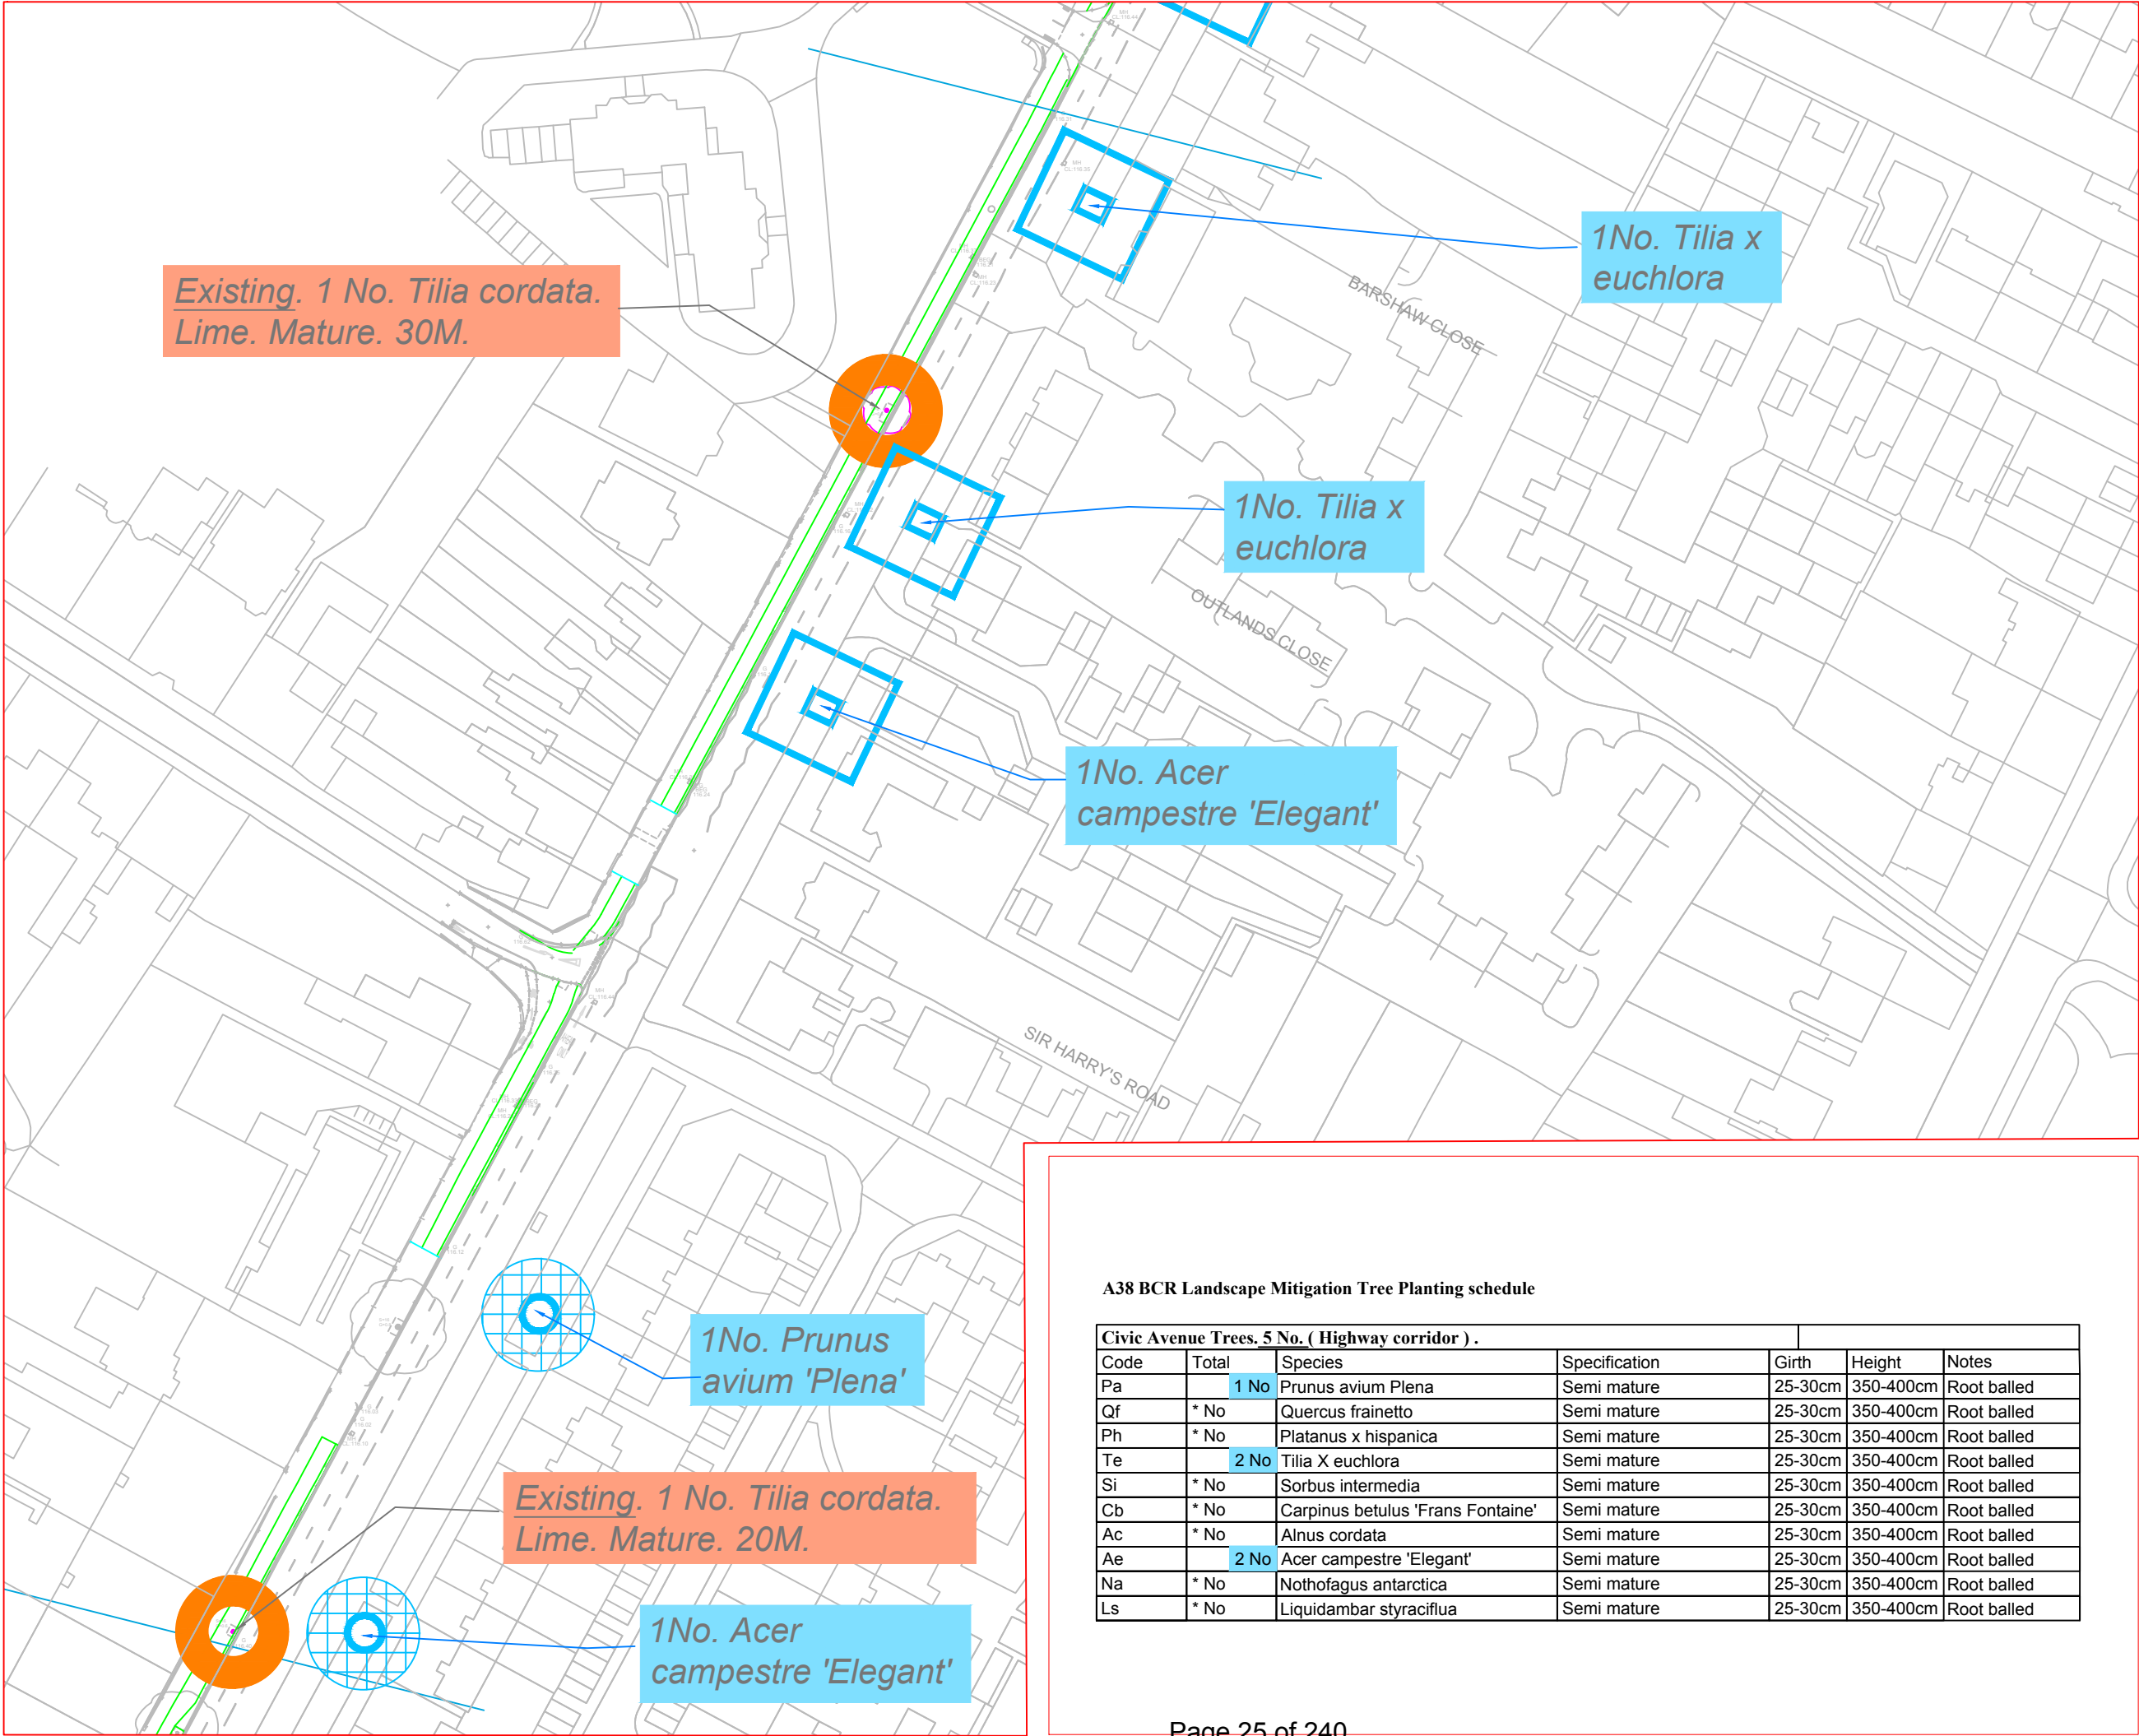 1No. Tilia x
euchlora
Existing. 1 No. Tilia cordata.
Lime. Mature. 30M.
BARSHAW CLOSE
1No. Tilia x
euchlora
OUTLANDS CLOSE
1No. Acer
campestre 'Elegant'
SIR HARRY'S ROAD
1No. Prunus
avium 'Plena'
Existing. 1 No. Tilia cordata.
Lime. Mature. 20M.
1No. Acer
campestre 'Elegant'
A38 BCR Landscape Mitigation Tree Planting schedule
Civic Avenue Trees. 5 No. ( Highway corridor ) .
Code Total Species Specification Girth Height Notes
Pa 1 No Prunus avium Plena Semi mature 25-30cm 350-400cm Root balled
Qf * No Quercus frainetto Semi mature 25-30cm 350-400cm Root balled
Ph * No Platanus x hispanica Semi mature 25-30cm 350-400cm Root balled
Te 2 No Tilia X euchlora Semi mature 25-30cm 350-400cm Root balled
Si * No Sorbus intermedia Semi mature 25-30cm 350-400cm Root balled
Cb * No Carpinus betulus 'Frans Fontaine' Semi mature 25-30cm 350-400cm Root balled
Ac * No Alnus cordata Semi mature 25-30cm 350-400cm Root balled
Ae 2 No Acer campestre 'Elegant' Semi mature 25-30cm 350-400cm Root balled
Na * No Nothofagus antarctica Semi mature 25-30cm 350-400cm Root balled
Ls * No Liquidambar styraciflua Semi mature 25-30cm 350-400cm Root balled
Page 25 of 240